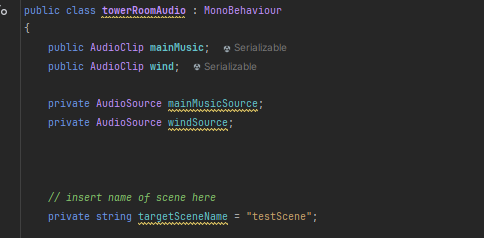 public class towerRoomAudio : MonoBehaviour
{
public AudioClip mainMusic; Serializable
public AudioClip wind; Serializable
private AudioSource mainMusicSource;
private AudioSource windSource;
// insert name of scene here
private string targetSceneName = "testScene";